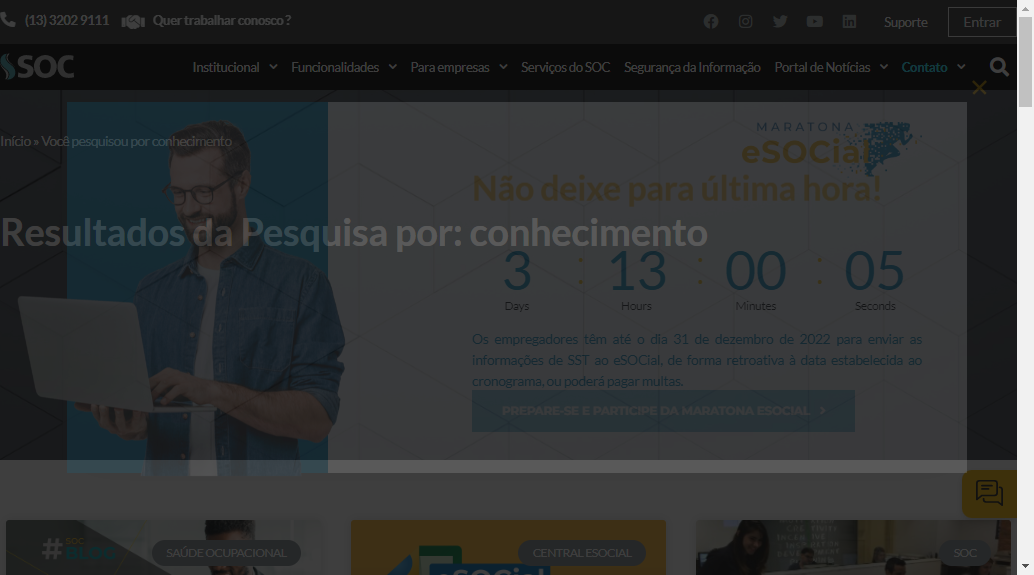 (13) 3202 9111 Quer trabalhar conosco ? Suporte Entrar
SOC Institucional Funcionalidades Para empresas Serviços do SOC Segurança da Informação Portal de Notícias Contato
Início » Você pesquisou por conhecimento
MARATONA
eSOCial
Não deixe para última hora!
Resultados da Pesquisa por: conhecimento
3 : 13 : 00 : 05
Days Hours Minutes Seconds
Os empregadores têm até o dia 31 de dezembro de 2022 para enviar as
informações de SST ao eSOCial, de forma retroativa à data estabelecida ao
cronograma, ou poderá pagar multas.
PREPARE-SE E PARTICIPE DA MARATONA ESOCIAL
# SOC
BLOG
SAÚDE OCUPACIONAL
CENTRAL ESOCIAL
SOC
eSOCial